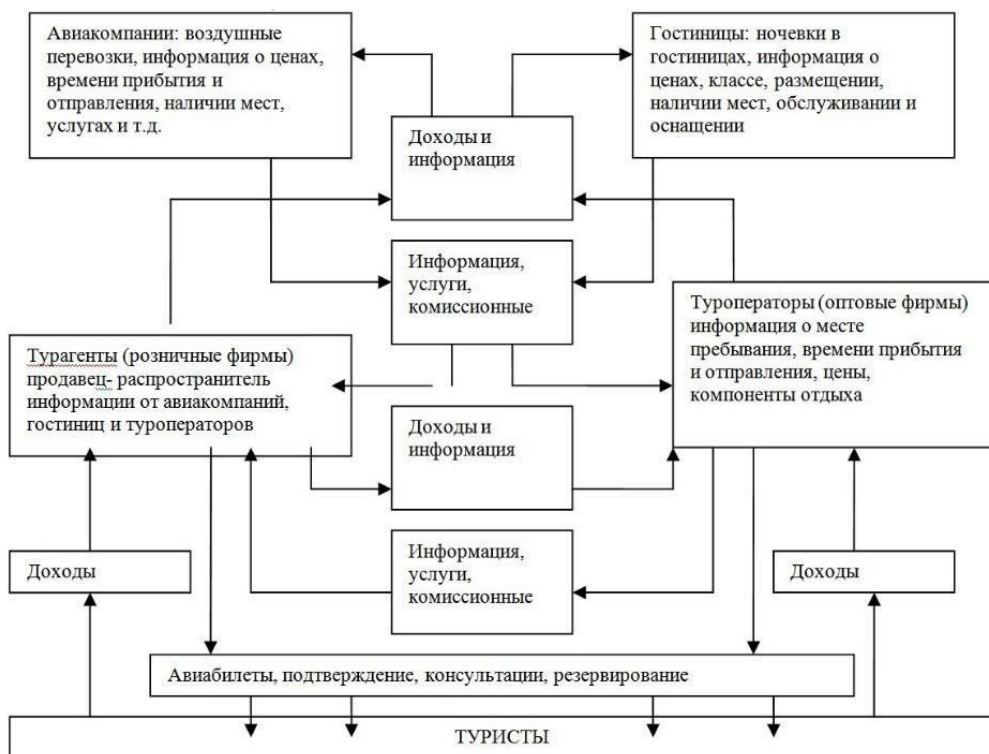 Авиакомпании: воздушные
перевозки, информация о ценах,
времени прибытия и
отправления, наличии мест,
услугах и т.д.
Гостиницы: ночевки в
гостиницах, информация о
ценах, классе, размещении,
наличии мест, обслуживании и
оснащении
Доходы и
информация
Информация,
услуги,
комиссионные
Туроператоры (оптовые фирмы)
информация о месте
пребывания, времени прибытия
и отправления, цены,
компоненты отдыха
Турагенты (розничные фирмы)
продавец- распространитель
информации от авиакомпаний,
гостиниц и туроператоров
Доходы и
информация
Информация,
услуги,
комиссионные
Доходы
Доходы
Авиабилеты, подтверждение, консультации, резервирование
ТУРИСТЫ